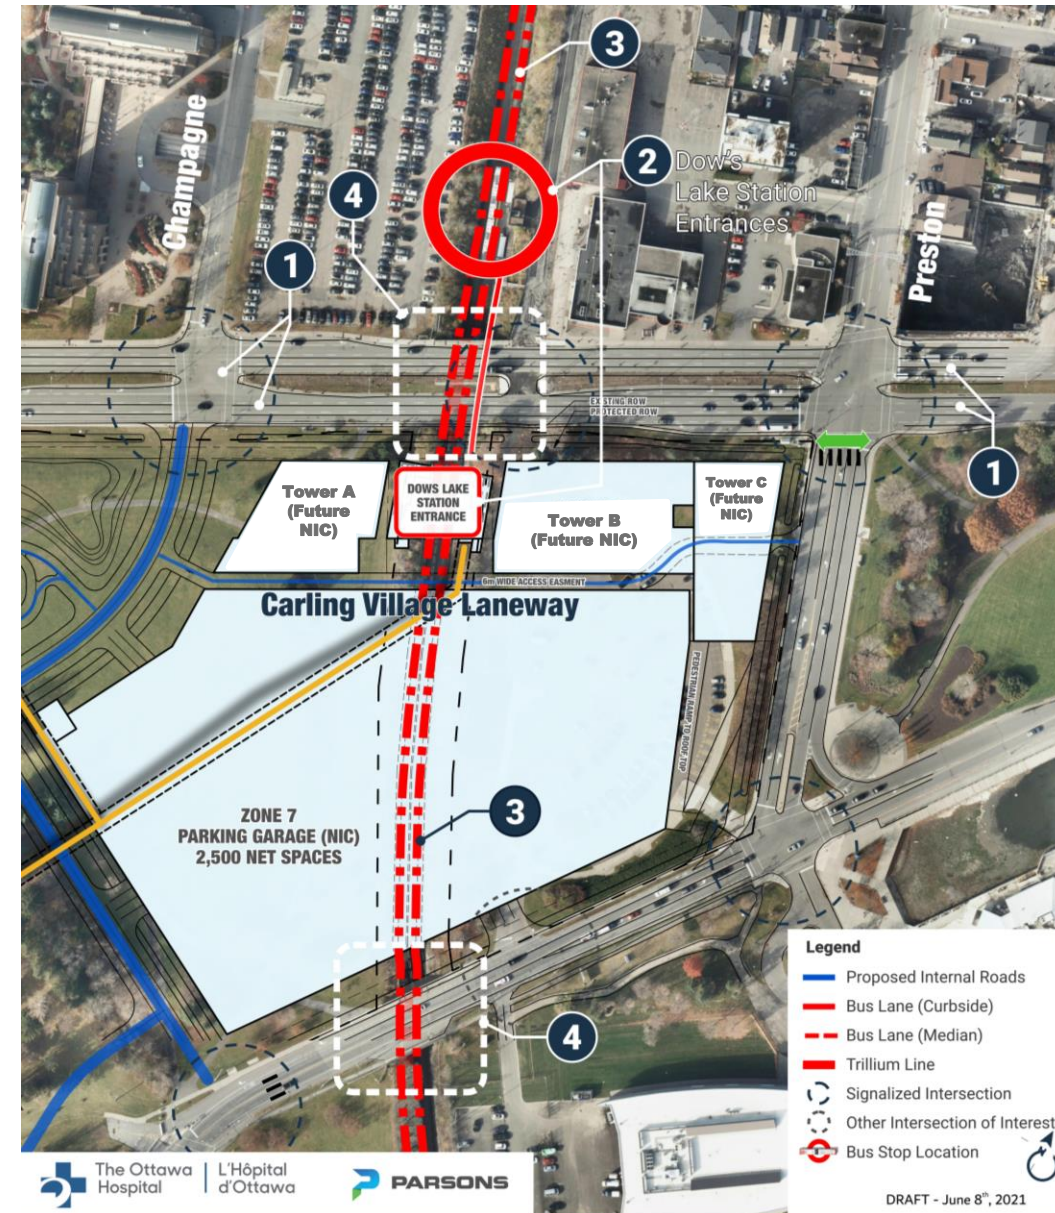 3
2
Dow's
Lake Station
Entrances
4
Champagne
Preston
1
EXISTING ROW
PROTECTED ROW
1
Tower A
(Future
NIC)
DOWS LAKE
STATION
ENTRANCE
Tower B
(Future NIC)
Tower C
(Future
NIC)
6m WIDE ACCESS EASMENT
Carling Village Laneway
PEDESTRIAN RAMP TO ROOF TOP
ZONE 7
PARKING GARAGE (NIC)
2,500 NET SPACES
3
4
Legend
Proposed Internal Roads
Bus Lane (Curbside)
Bus Lane (Median)
Trillium Line
Signalized Intersection
Other Intersection of Interest
Bus Stop Location
DRAFT - June 8th, 2021
The Ottawa
Hospital
L'Hôpital
d'Ottawa
PARSONS